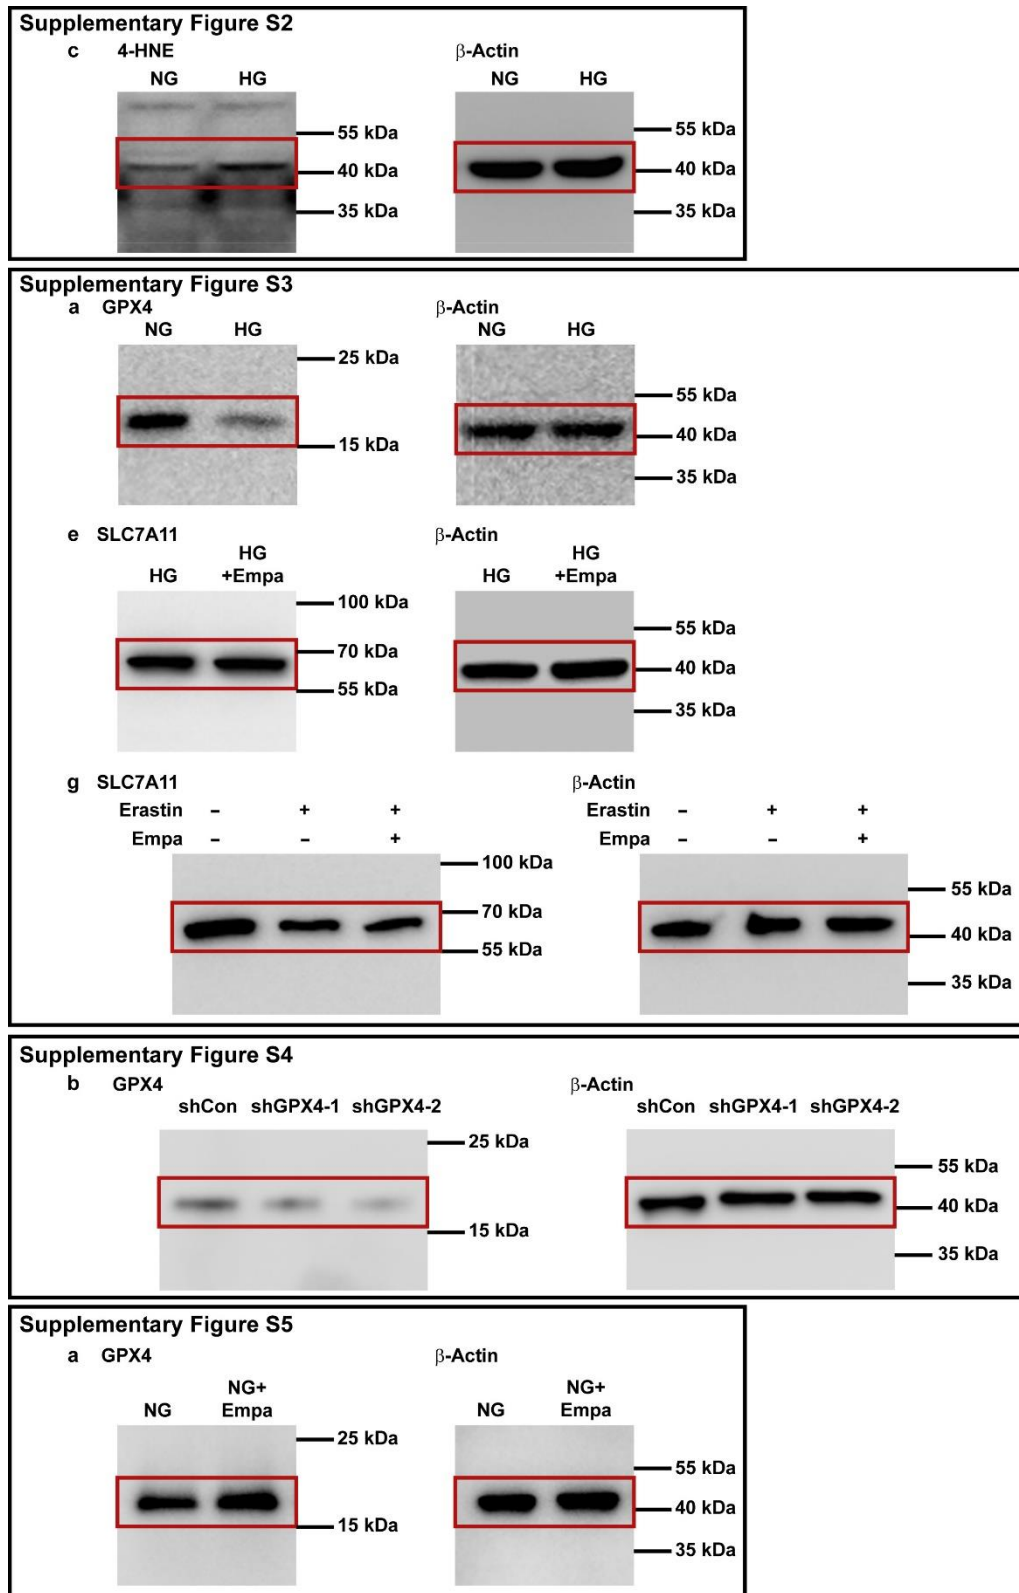 Supplementary Figure S2
c 4-HNE β-Actin
NG HG NG HG
55 kDa 55 kDa
40 kDa 40 kDa
35 kDa 35 kDa
Supplementary Figure S3
a GPX4 β-Actin
NG HG NG HG
25 kDa
55 kDa
15 kDa 40 kDa
35 kDa
e SLC7A11 β-Actin
HG HG
HG +Empa HG +Empa
100 kDa
55 kDa
70 kDa
40 kDa
55 kDa
35 kDa
g SLC7A11 β-Actin
Erastin – + + Erastin – + +
Empa – – + Empa – – +
100 kDa
55 kDa
70 kDa
40 kDa
55 kDa
35 kDa
Supplementary Figure S4
b GPX4 β-Actin
shCon shGPX4-1 shGPX4-2 shCon shGPX4-1 shGPX4-2
25 kDa
55 kDa
40 kDa
15 kDa
35 kDa
Supplementary Figure S5
a GPX4 β-Actin
NG+ NG+
NG Empa NG Empa
25 kDa
55 kDa
40 kDa
15 kDa
35 kDa